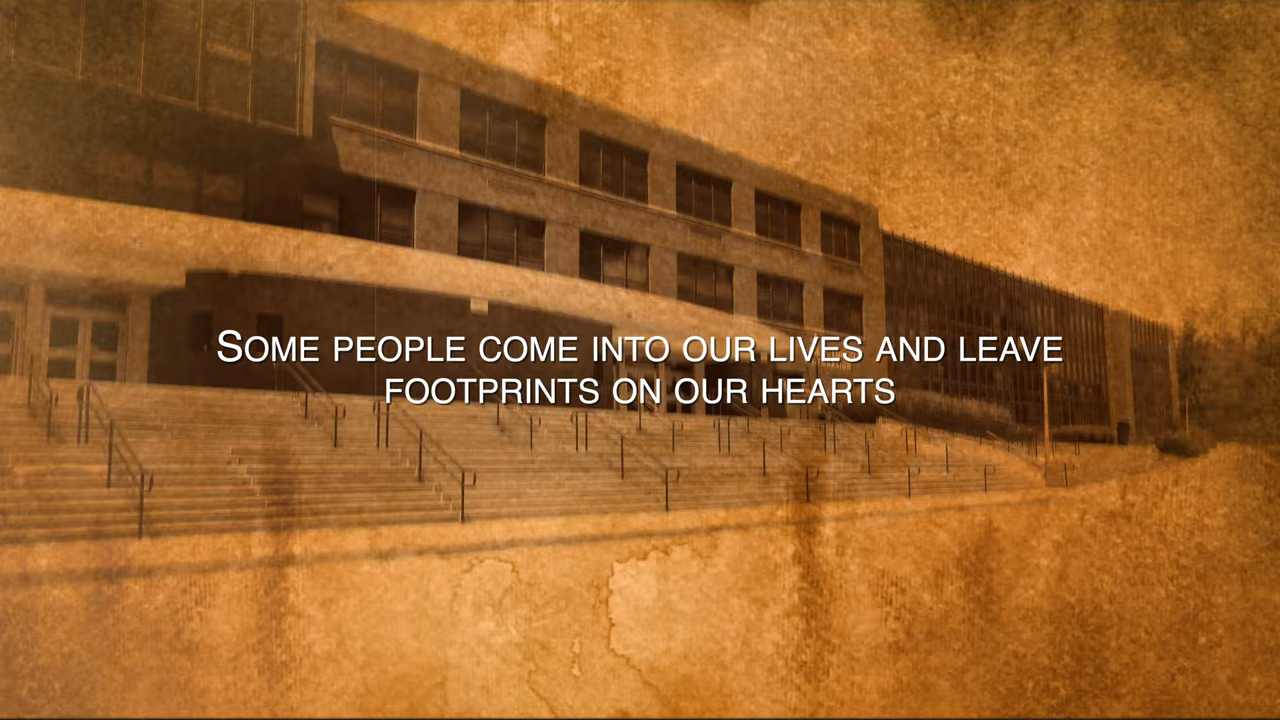 Some people come into our lives and leave
footprints on our hearts